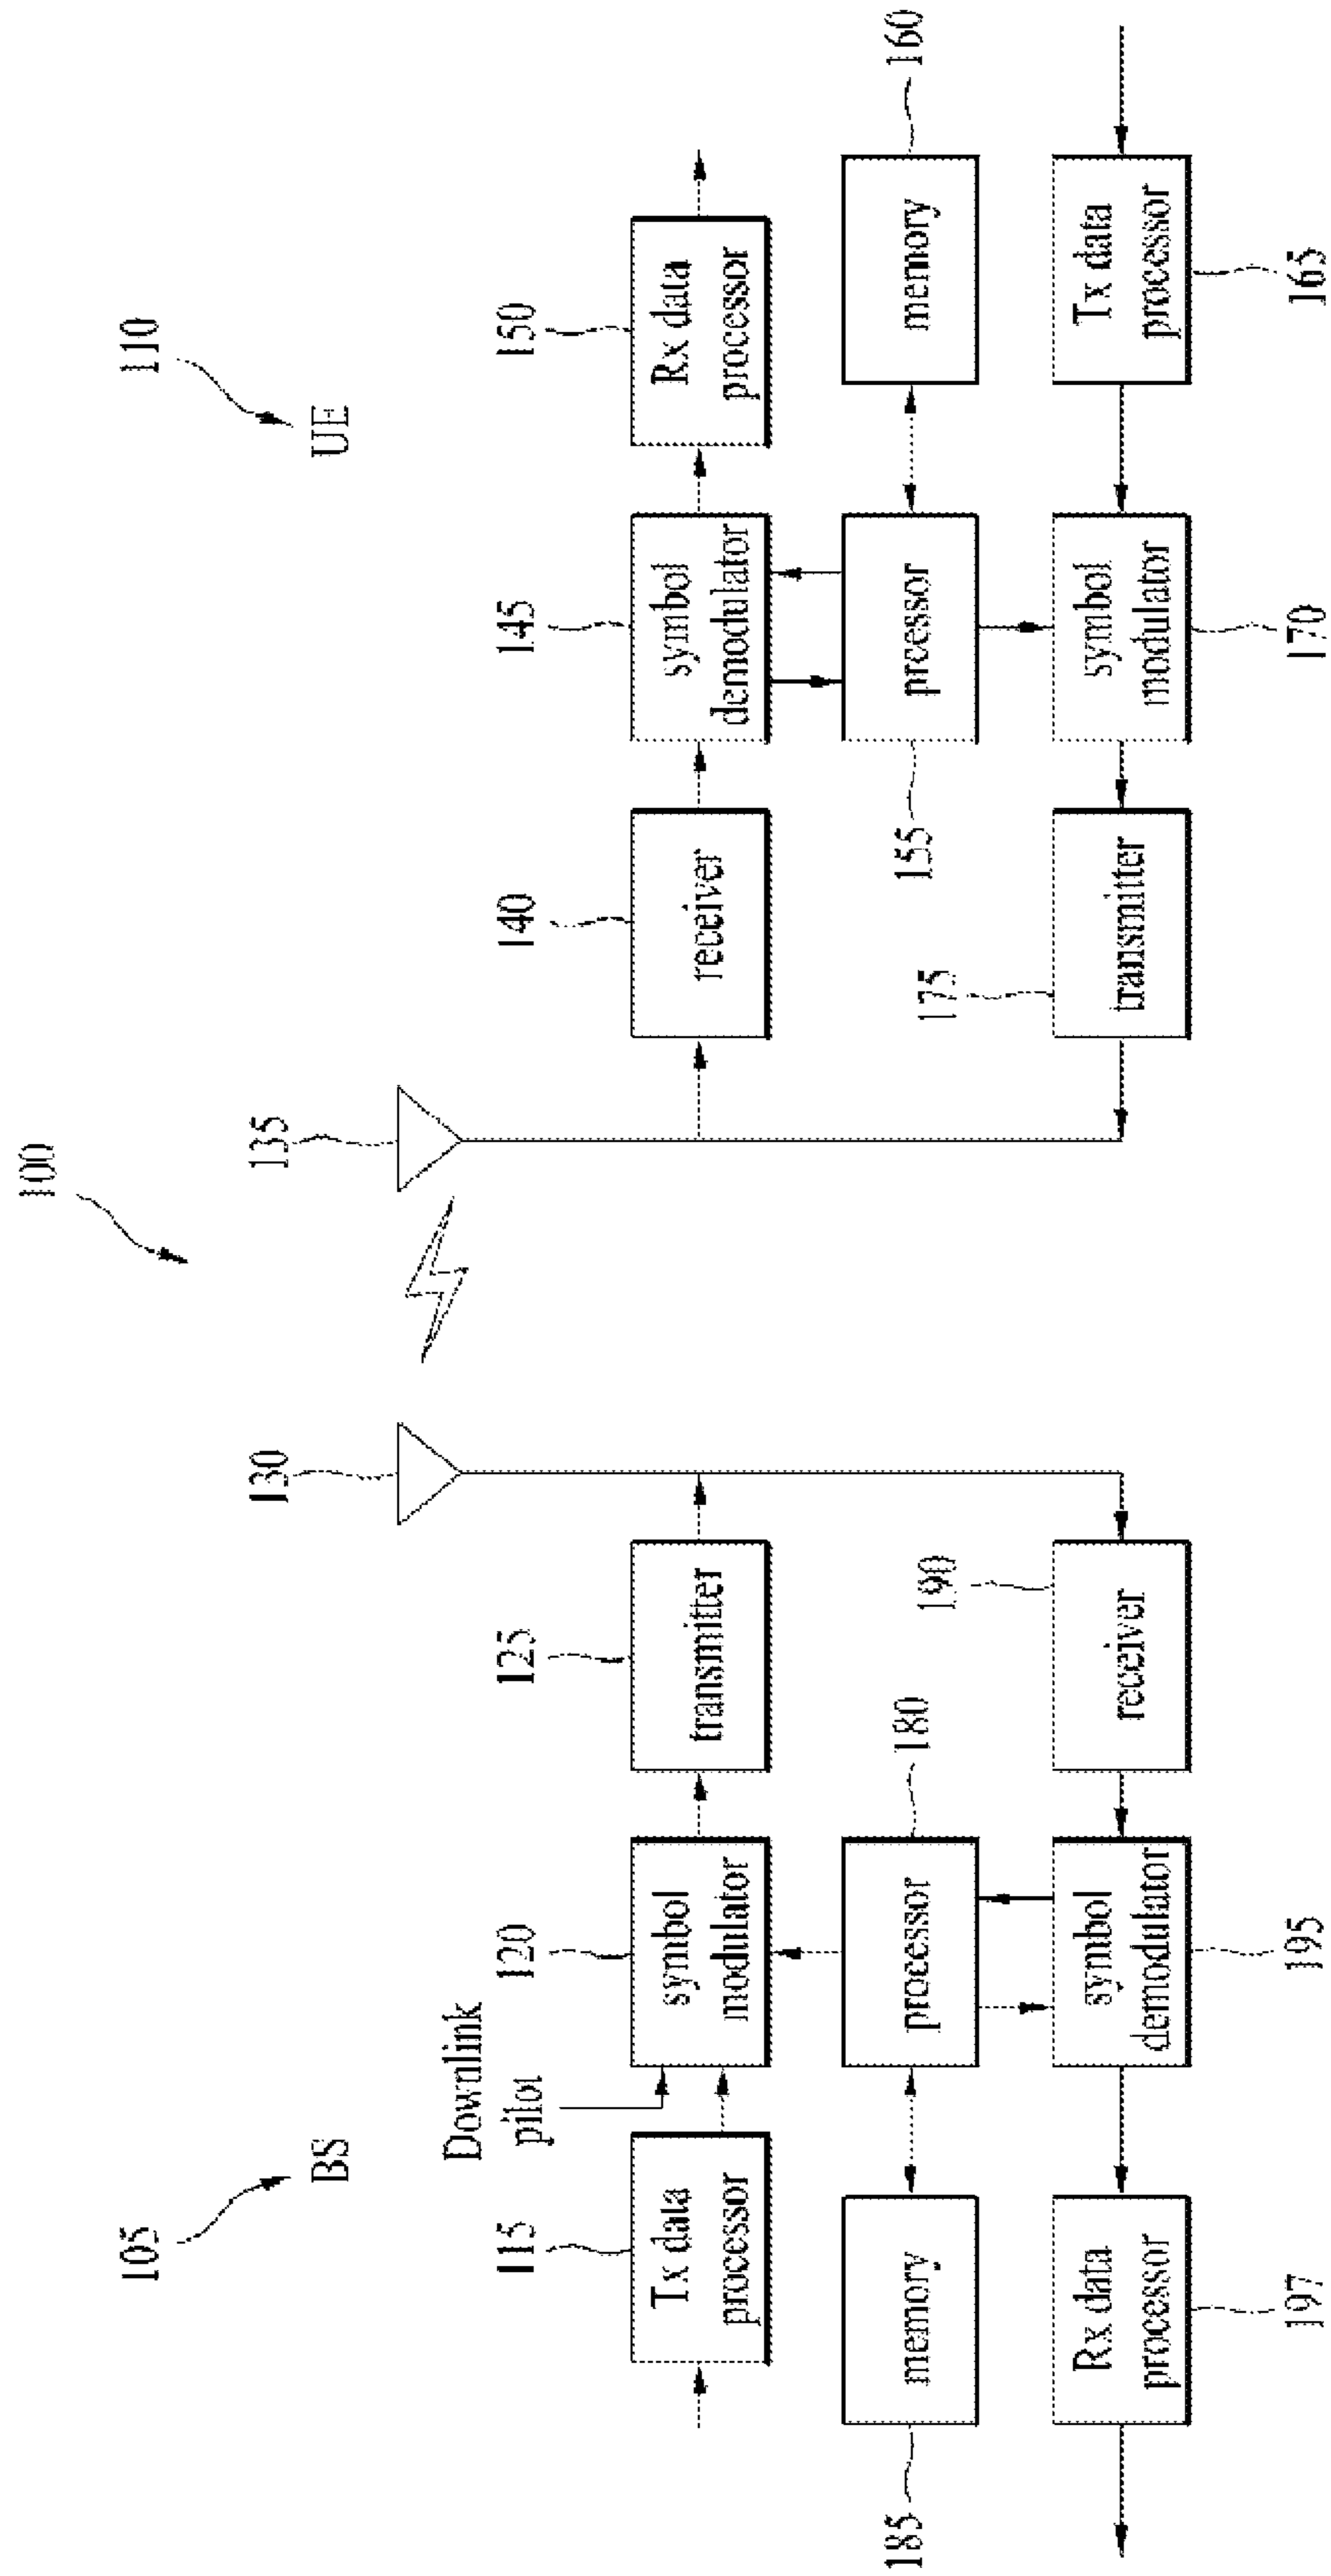 100
105
BS
110
UE
130
135
Downlink
pilot
115
Tx data
processor
120
symbol
modulator
125
transmitter
140
receiver
145
symbol
demodulator
150
Rx data
processor
185
memory
180
processor
155
prcessor
160
memory
197
Rx data
processor
195
symbol
demodulator
190
receiver
175
transmitter
170
symbol
modulator
165
Tx data
processor